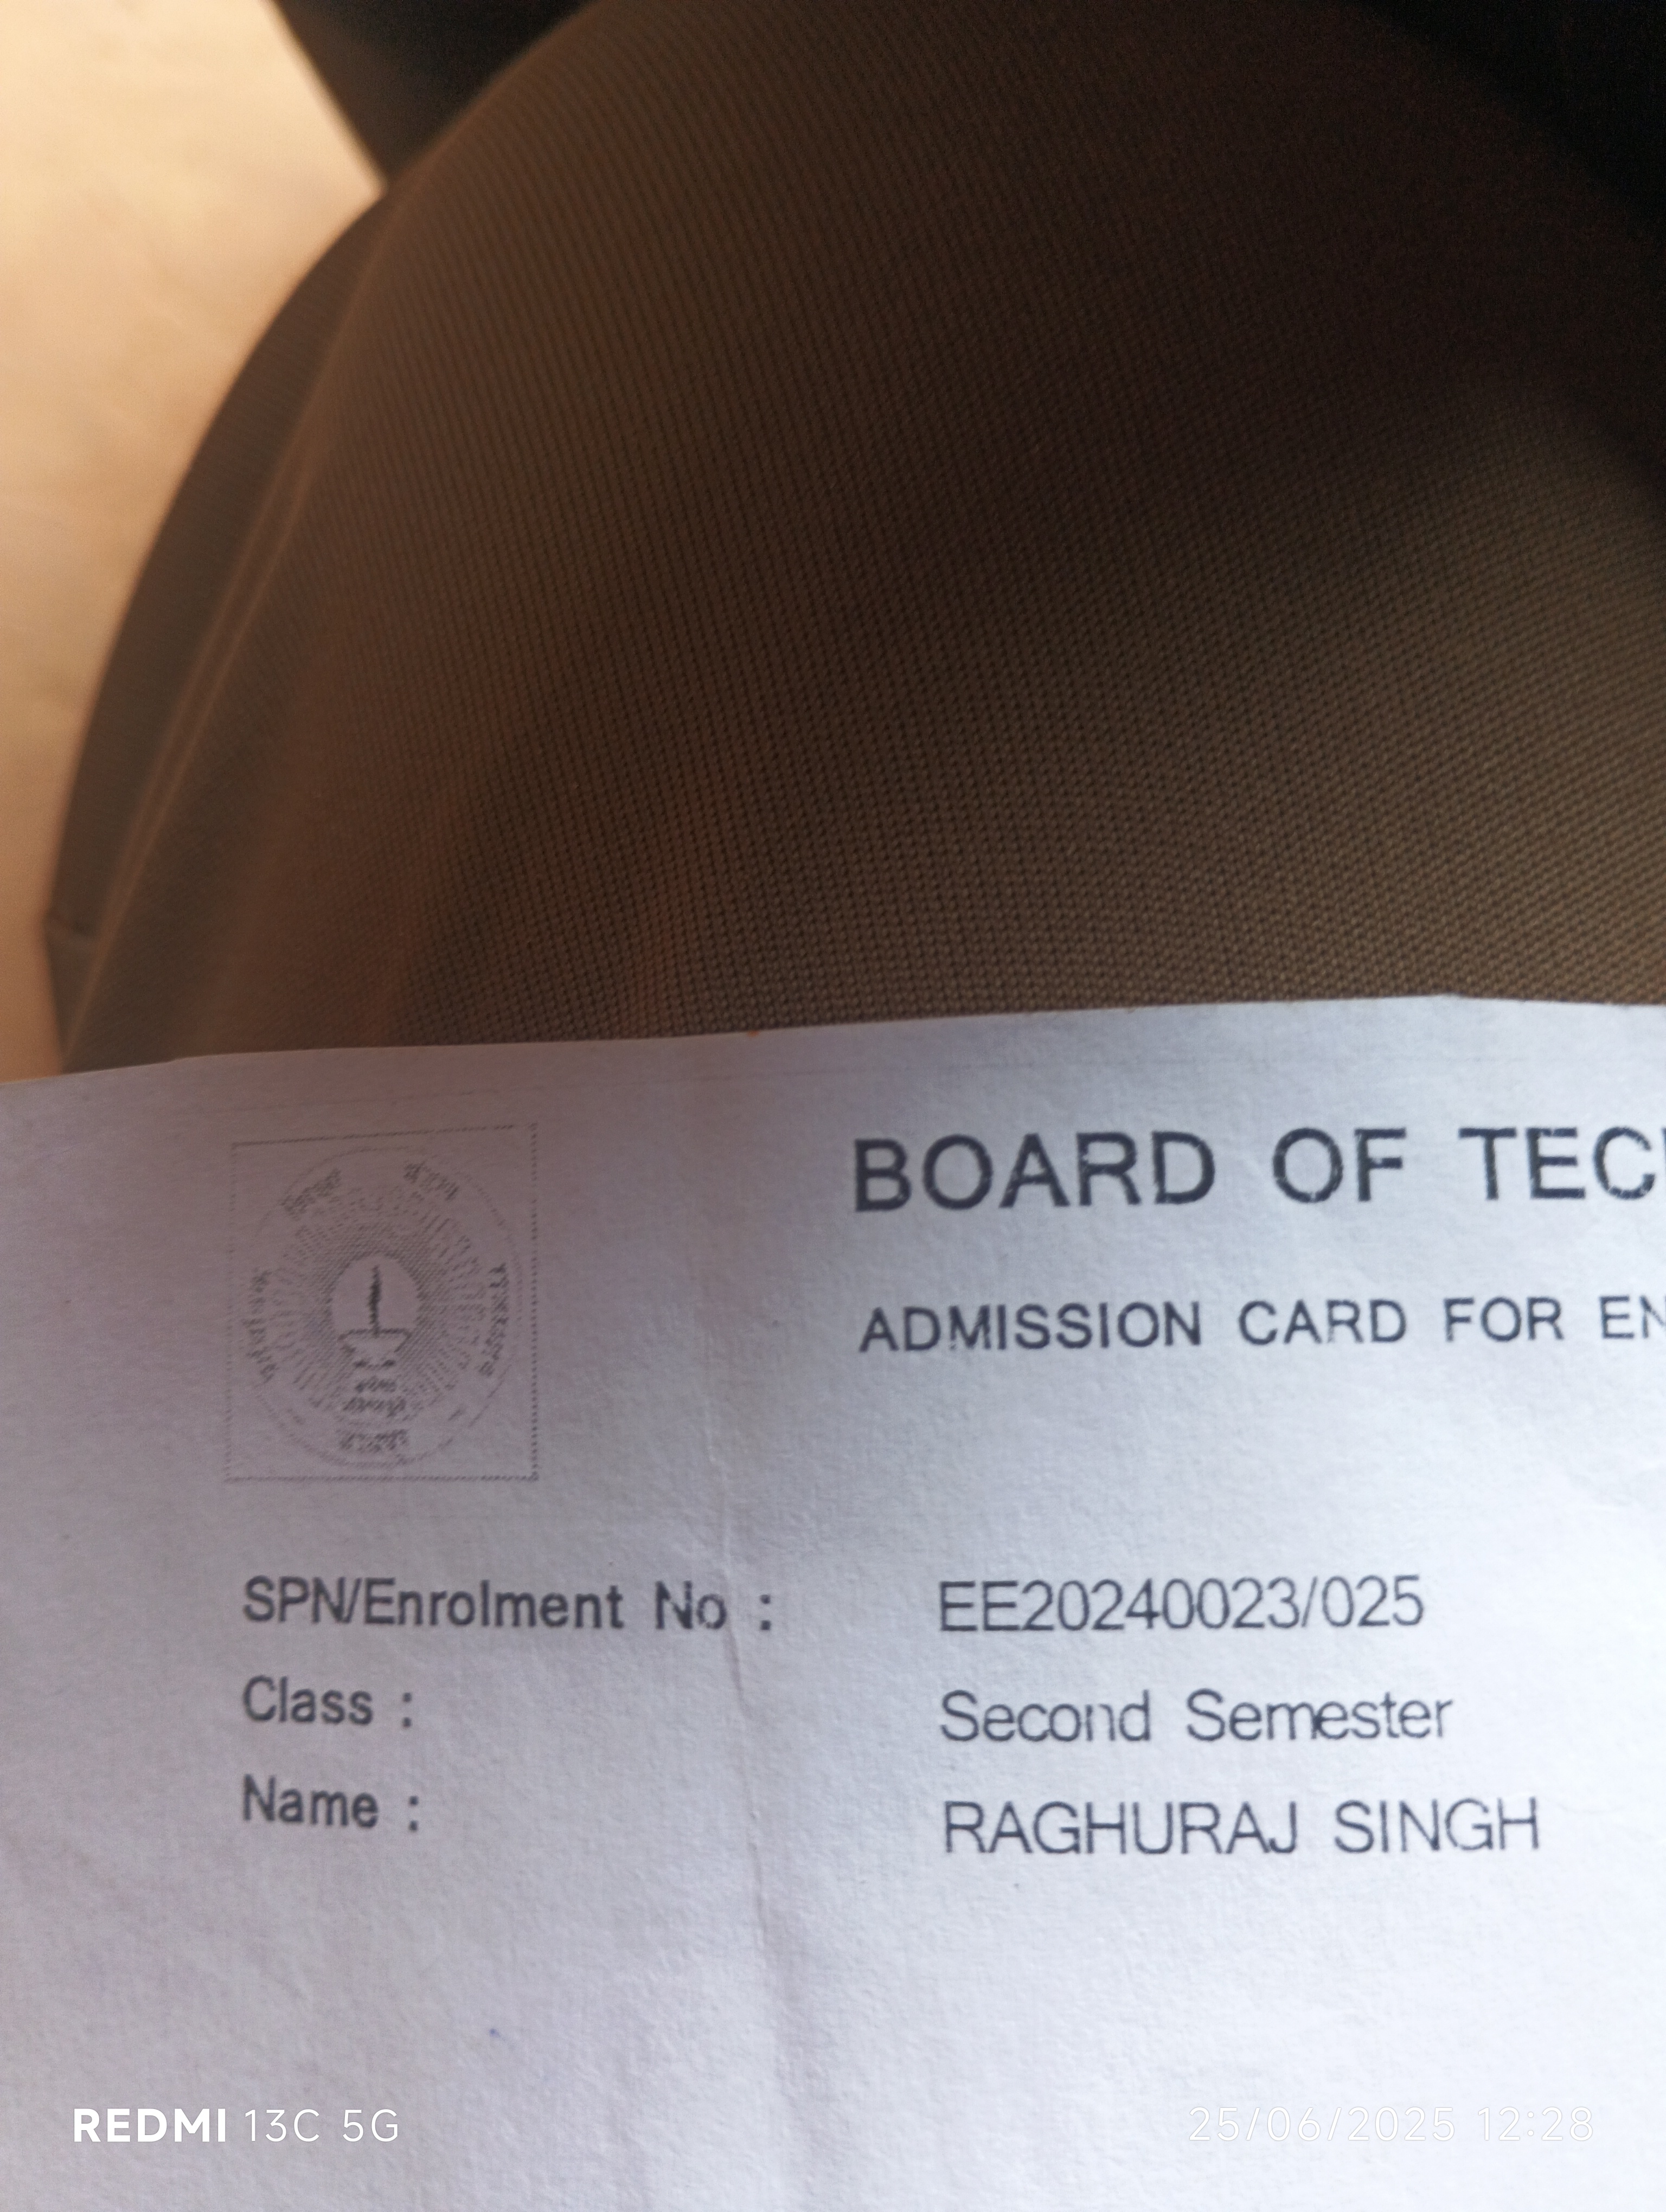 BOARD OF TEC
ADMISSION CARD FOR EN
SPN/Enrolment No : EE20240023/025
Class : Second Semester
Name : RAGHURAJ SINGH
REDMI 13C 5G
25/06/2025 12:28